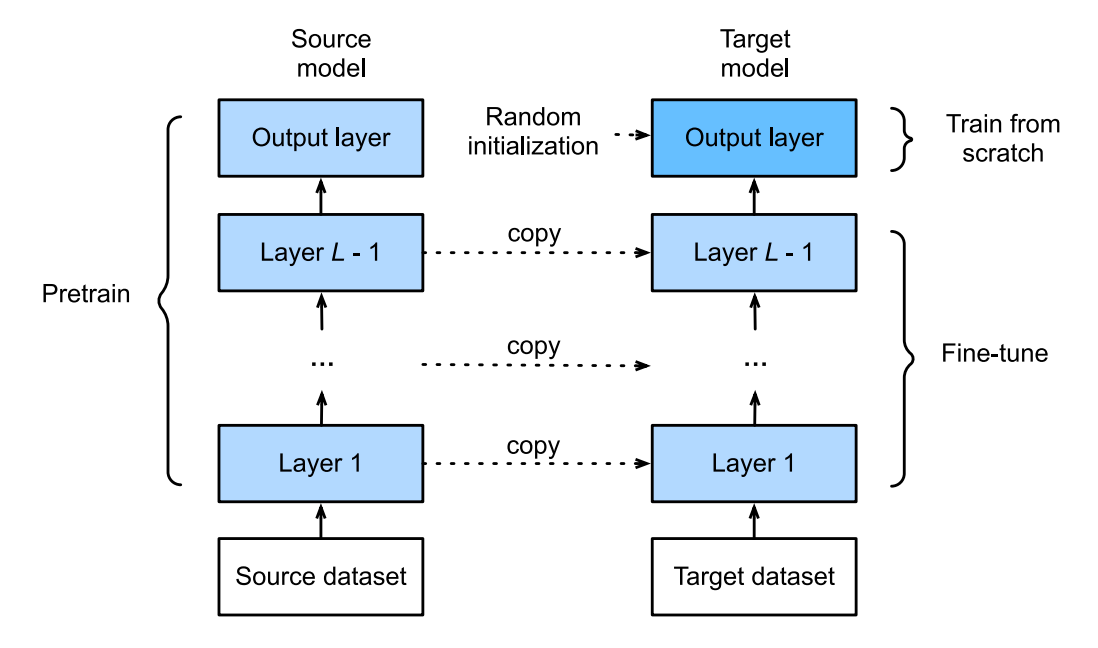 Source
model
Target
model
Output layer
Random
initialization
Output layer
Train from
scratch
Layer L - 1
copy
Layer L - 1
Pretrain
...
copy
...
Fine-tune
Layer 1
copy
Layer 1
Source dataset
Target dataset